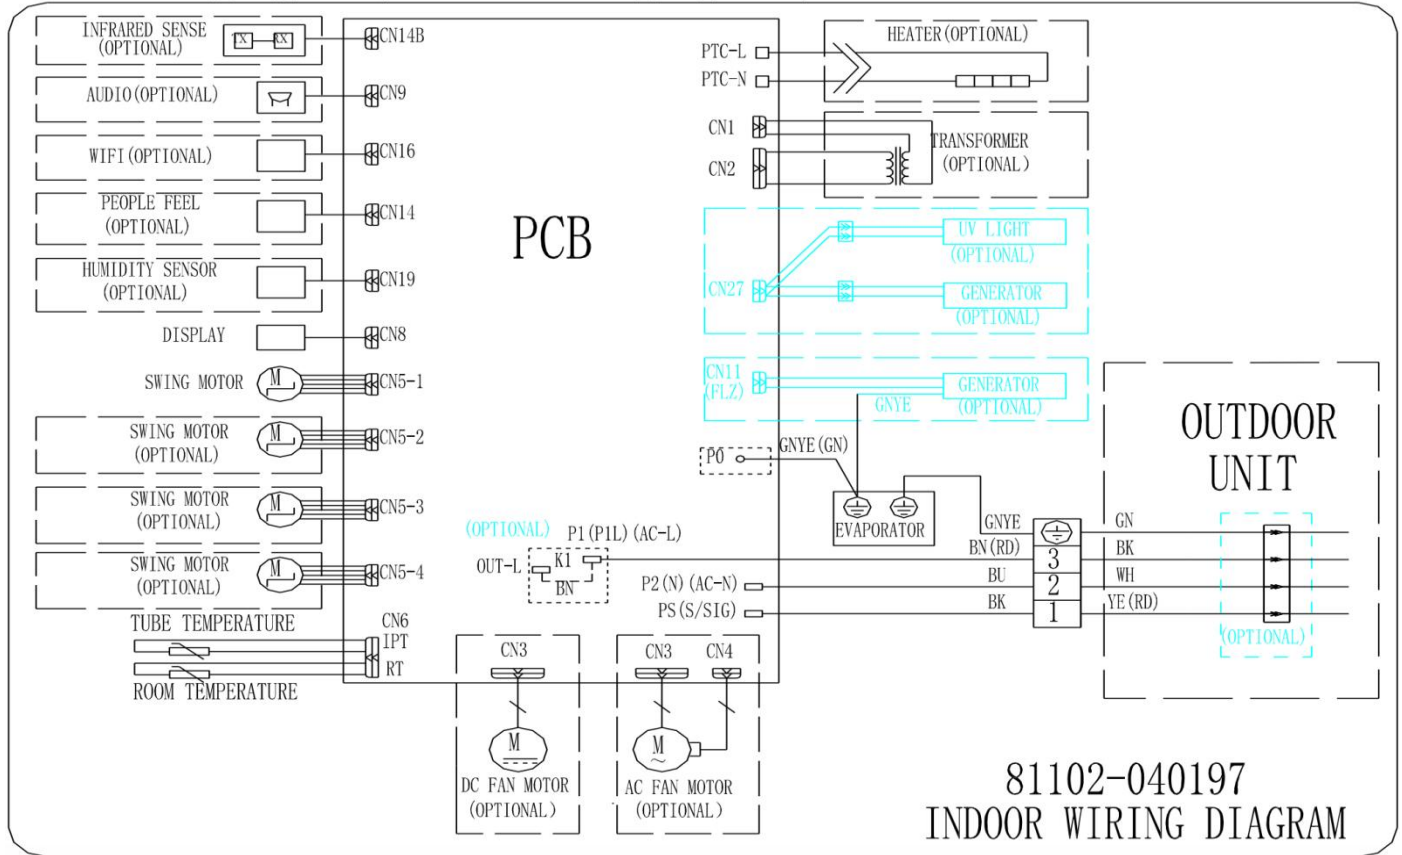 INFRARED SENSE
(OPTIONAL)
TX RX
CN14B
AUDIO(OPTIONAL)
CN9
WIFI(OPTIONAL)
CN16
PEOPLE FEEL
(OPTIONAL)
CN14
HUMIDITY SENSOR
(OPTIONAL)
CN19
DISPLAY
CN8
SWING MOTOR
M
CN5-1
SWING MOTOR
(OPTIONAL)
M
CN5-2
SWING MOTOR
(OPTIONAL)
M
CN5-3
SWING MOTOR
(OPTIONAL)
M
CN5-4
TUBE TEMPERATURE
CN6
IPT
RT
ROOM TEMPERATURE
PCB
PTC-L
PTC-N
HEATER(OPTIONAL)
CN1
CN2
TRANSFORMER
(OPTIONAL)
CN27
UV LIGHT
(OPTIONAL)
GENERATOR
(OPTIONAL)
CN11
(FLZ)
GENERATOR
(OPTIONAL)
GNYE
P0
GNYE(GN)
EVAPORATOR
(OPTIONAL)
P1(P1L)(AC-L)
OUT-L
K1
BN
P2(N)(AC-N)
PS(S/SIG)
GNYE
BN(RD)
BU
BK
3
2
1
GN
BK
WH
YE(RD)
OUTDOOR
UNIT
(OPTIONAL)
CN3
M
DC FAN MOTOR
(OPTIONAL)
CN3
CN4
M
~
AC FAN MOTOR
(OPTIONAL)
81102-040197
INDOOR WIRING DIAGRAM